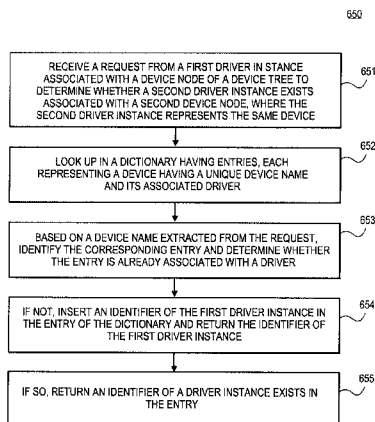 650
RECEIVE A REQUEST FROM A FIRST DRIVER IN STANCE
ASSOCIATED WITH A DEVICE NODE OF A DEVICE TREE TO
DETERMINE WHETHER A SECOND DRIVER INSTANCE EXISTS
ASSOCIATED WITH A SECOND DEVICE NODE, WHERE THE
SECOND DRIVER INSTANCE REPRESENTS THE SAME DEVICE
651
LOOK UP IN A DICTIONARY HAVING ENTRIES, EACH
REPRESENTING A DEVICE HAVING A UNIQUE DEVICE NAME
AND ITS ASSOCIATED DRIVER
652
BASED ON A DEVICE NAME EXTRACTED FROM THE REQUEST,
IDENTIFY THE CORRESPONDING ENTRY AND DETERMINE WHETHER
THE ENTRY IS ALREADY ASSOCIATED WITH A DRIVER
653
IF NOT, INSERT AN IDENTIFIER OF THE FIRST DRIVER INSTANCE IN
THE ENTRY OF THE DICTIONARY AND RETURN THE IDENTIFIER OF
THE FIRST DRIVER INSTANCE
654
IF SO, RETURN AN IDENTIFIER OF A DRIVER INSTANCE EXISTS IN
THE ENTRY
655